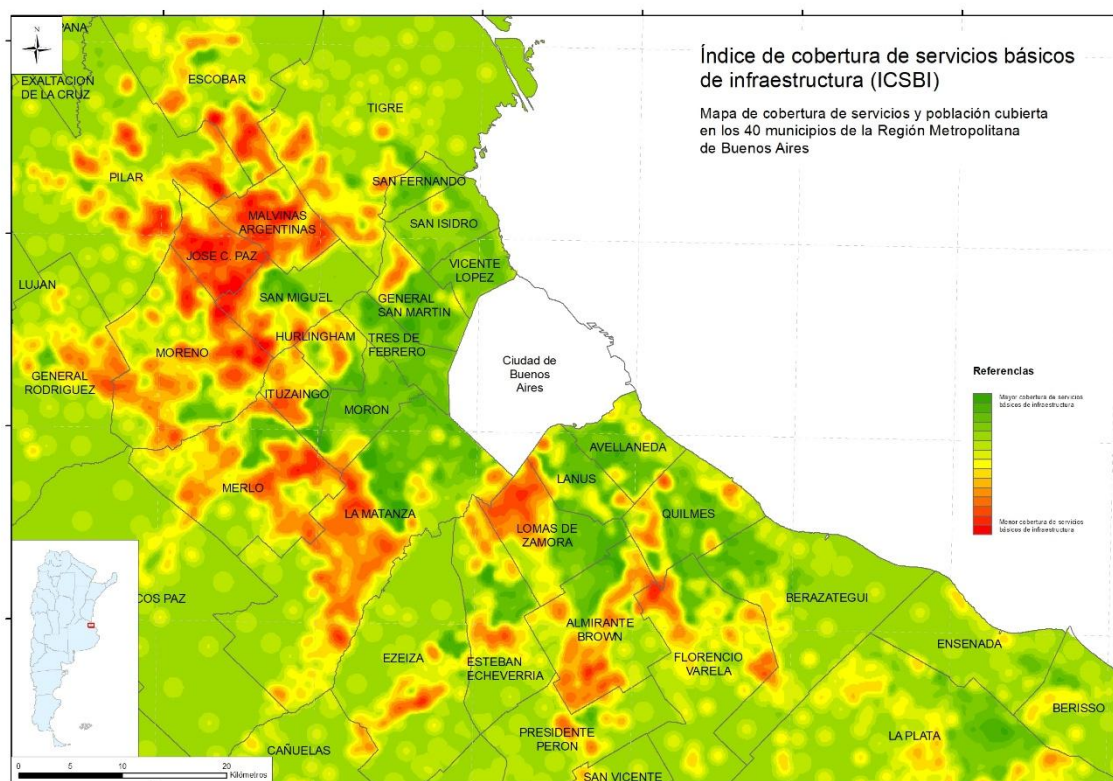 Índice de cobertura de servicios básicos
de infraestructura (ICSBI)
Mapa de cobertura de servicios y población cubierta
en los 40 municipios de la Región Metropolitana
de Buenos Aires
N
PANA
EXALTACION
DE LA CRUZ
ESCOBAR
TIGRE
PILAR
SAN FERNANDO
MALVINAS
ARGENTINAS
SAN ISIDRO
JOSE C. PAZ
VICENTE
LOPEZ
LUJAN
SAN MIGUEL
GENERAL
SAN MARTIN
HURLINGHAM
TRES DE
FEBRERO
MORENO
Ciudad de
Buenos
Aires
GENERAL
RODRIGUEZ
ITUZAINGO
MORON
AVELLANEDA
LANUS
MERLO
LA MATANZA
QUILMES
LOMAS DE
ZAMORA
COS PAZ
BERAZATEGUI
ALMIRANTE
BROWN
ENSENADA
EZEIZA
ESTEBAN
ECHEVERRIA
FLORENCIO
VARELA
BERISSO
PRESIDENTE
PERON
LA PLATA
CAÑUELAS
SAN VICENTE
Referencias
Mayor cobertura de servicios
básicos de infraestructura
Menor cobertura de servicios
básicos de infraestructura
0 5 10 20
Kilómetros